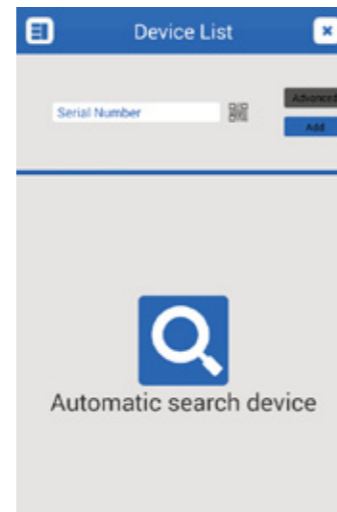 Device List
Serial Number
Advanced
Add
Automatic search device